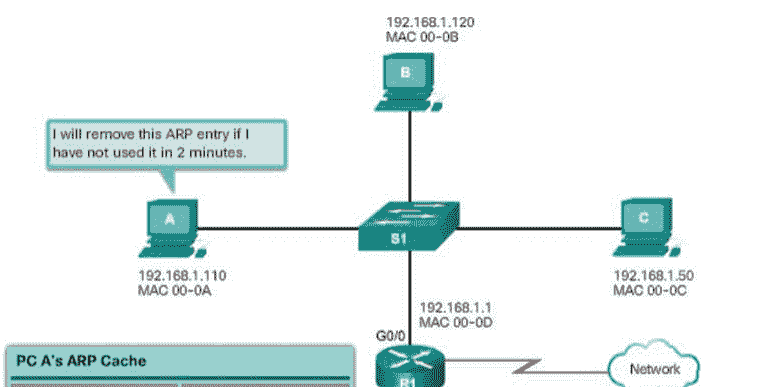 192.168.1.120
MAC 00-0B
B
I will remove this ARP entry if I
have not used it in 2 minutes.
A
S1
C
192.168.1.110
MAC 00-0A
192.168.1.50
MAC 00-0C
192.168.1.1
MAC 00-0D
G0/0
PC A's ARP Cache
R1
Network